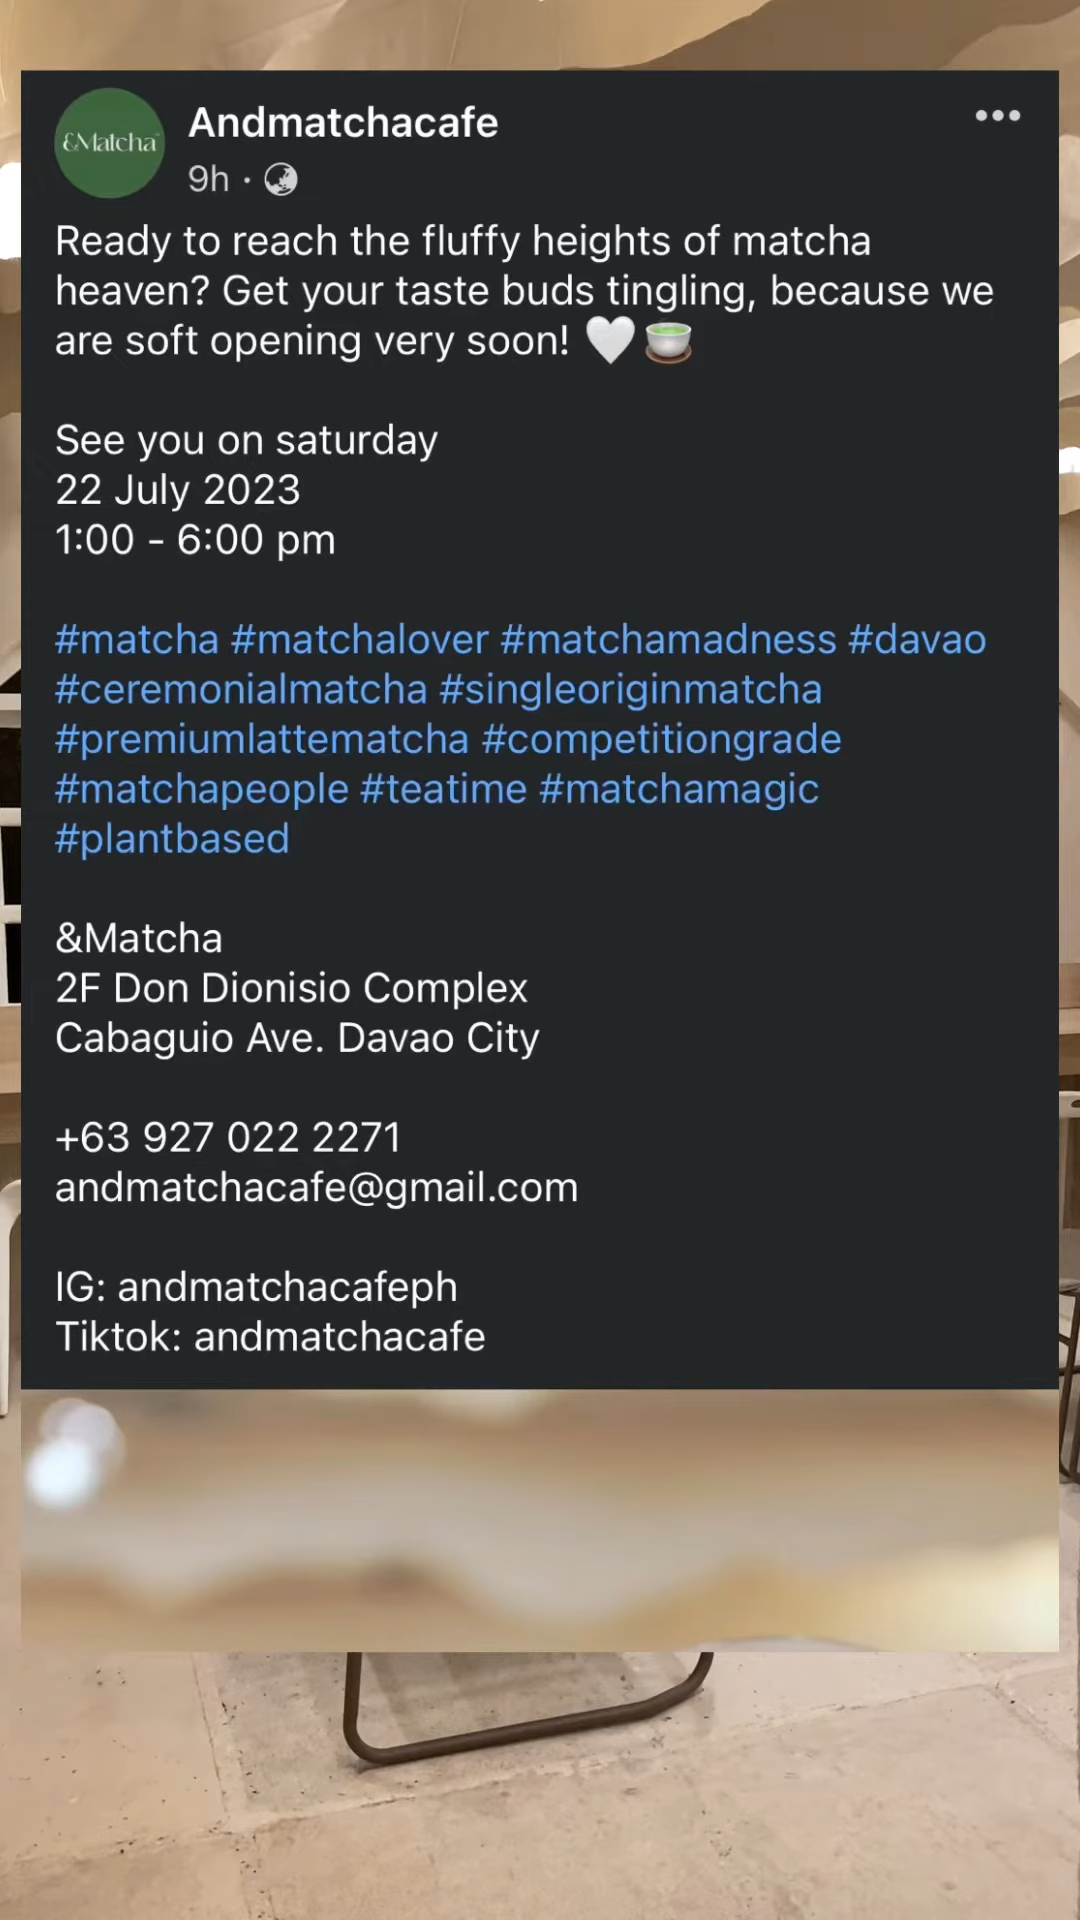 &Matcha
Andmatchacafe
9h ·
Ready to reach the fluffy heights of matcha
heaven? Get your taste buds tingling, because we
are soft opening very soon! 🤍🍵
See you on saturday
22 July 2023
1:00 - 6:00 pm
#matcha #matchalover #matchamadness #davao
#ceremonialmatcha #singleoriginmatcha
#premiumlattematcha #competitiongrade
#matchapeople #teatime #matchamagic
#plantbased
&Matcha
2F Don Dionisio Complex
Cabaguio Ave. Davao City
+63 927 022 2271
andmatchacafe@gmail.com
IG: andmatchacafeph
Tiktok: andmatchacafe